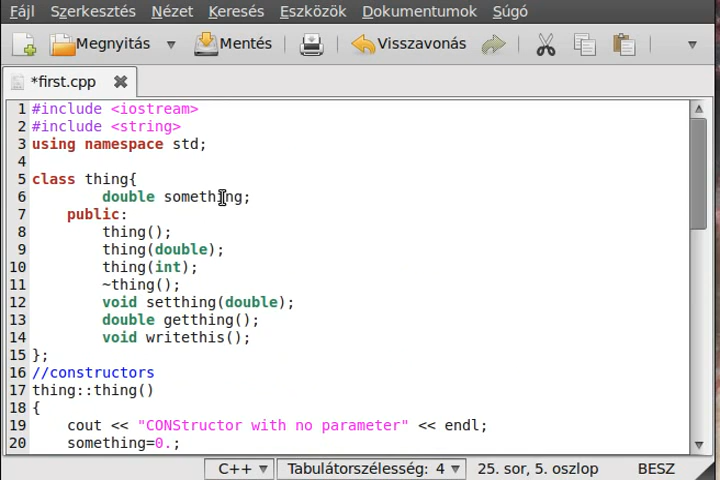 Fájl Szerkesztés Nézet Keresés Eszközök Dokumentumok Súgó
Megnyitás Mentés Visszavonás
*first.cpp
1 #include <iostream>
2 #include <string>
3 using namespace std;
4
5 class thing{
6 double something;
7 public:
8 thing();
9 thing(double);
10 thing(int);
11 ~thing();
12 void setthing(double);
13 double getthing();
14 void writethis();
15 };
16 //constructors
17 thing::thing()
18 {
19 cout << "CONStructor with no parameter" << endl;
20 something=0.;
C++ Tabulátorszélesség: 4 25. sor, 5. oszlop BESZ